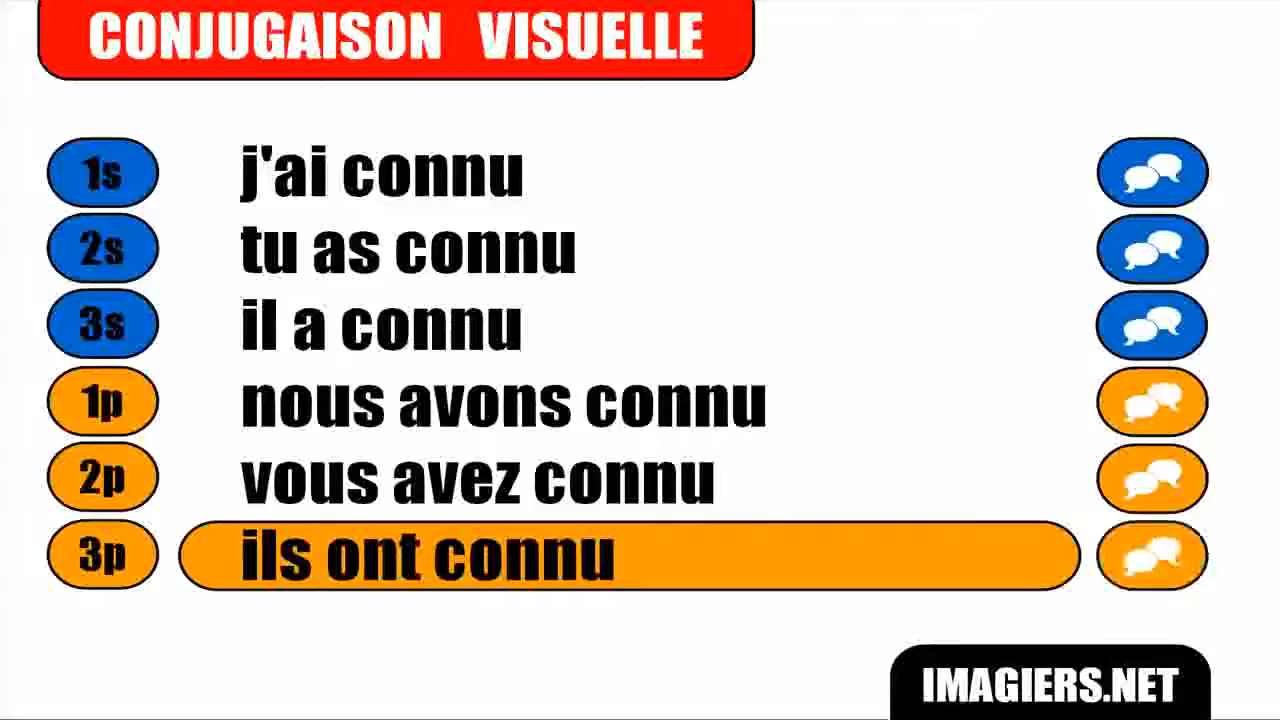 CONJUGAISON VISUELLE
1s j'ai connu
2s tu as connu
3s il a connu
1p nous avons connu
2p vous avez connu
3p ils ont connu
IMAGIERS.NET